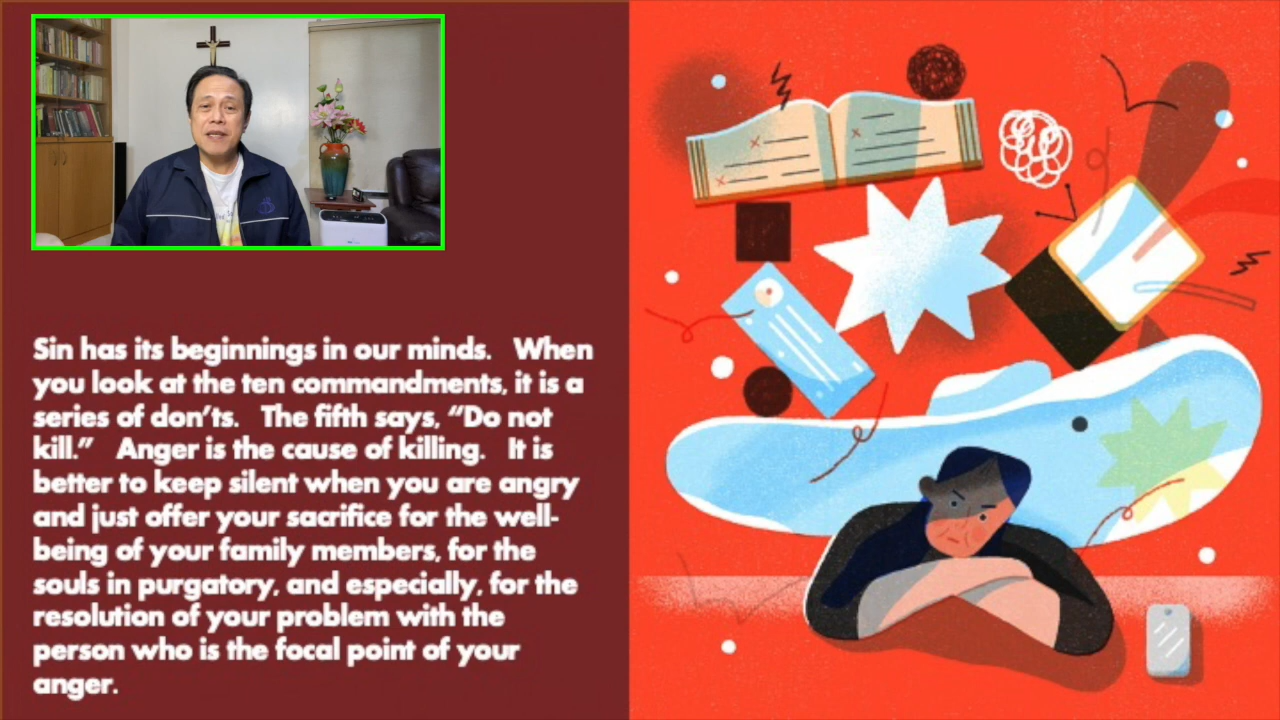 Sin has its beginnings in our minds. When
you look at the ten commandments, it is a
series of don'ts. The fifth says, “Do not
kill.” Anger is the cause of killing. It is
better to keep silent when you are angry
and just offer your sacrifice for the well-
being of your family members, for the
souls in purgatory, and especially, for the
resolution of your problem with the
person who is the focal point of your
anger.